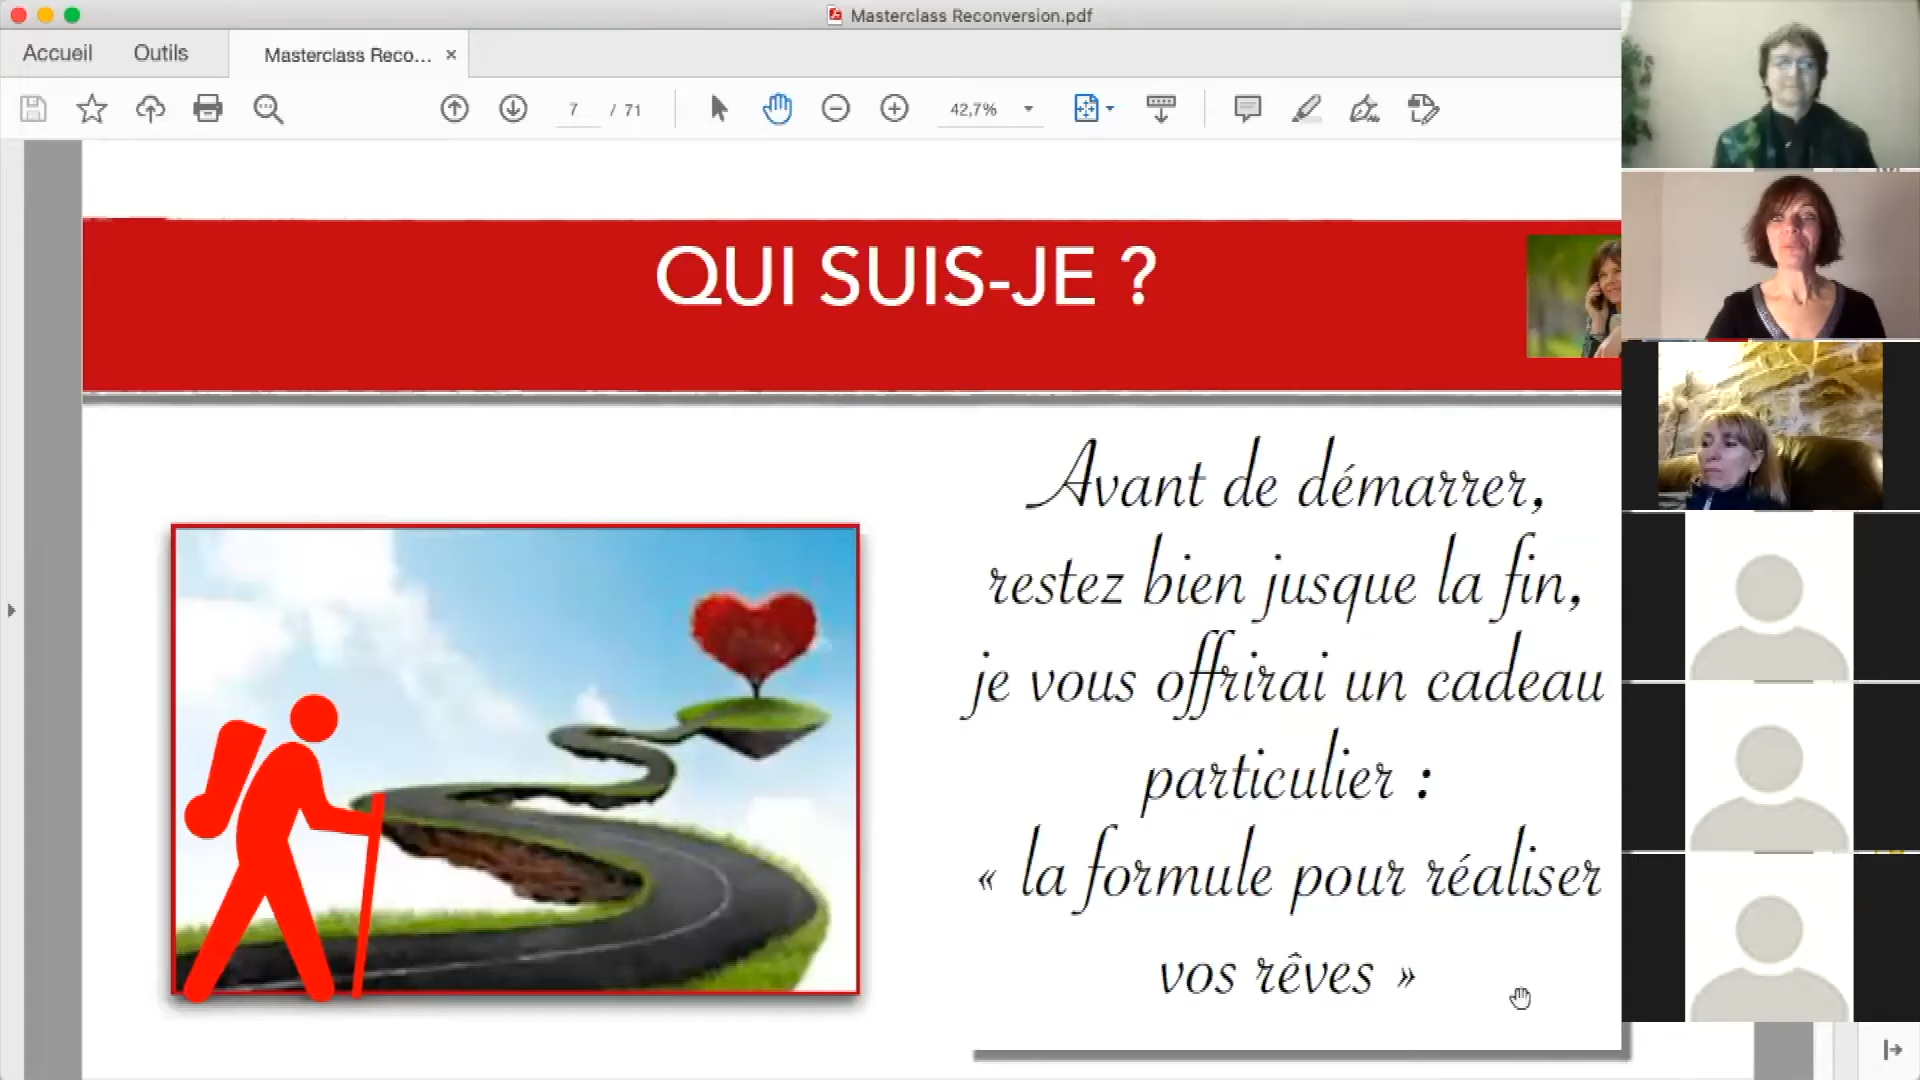 Masterclass Reconversion.pdf
Accueil
Outils
Masterclass Reco...
7 / 71
42,7%
QUI SUIS-JE ?
Avant de démarrer,
restez bien jusque la fin,
je vous offrirai un cadeau
particulier :
« la formule pour réaliser
vos rêves »